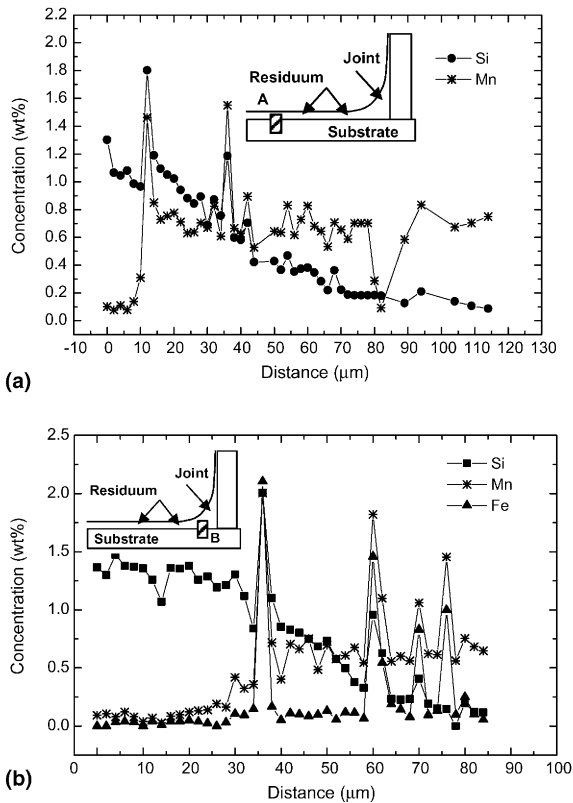 1.8
1.6
1.4
1.2
1.0
0.8
0.6
0.4
0.2
0.0
Concentration (wt%)
A
Residuum
Joint
Substrate
Si
Mn
-10 0 10 20 30 40 50 60 70 80 90 100 110 120 130
Distance (μm)
(a)
2.5
2.0
1.5
1.0
0.5
0.0
Concentration (wt%)
Residuum
Joint
Substrate
B
Si
Mn
Fe
0 10 20 30 40 50 60 70 80 90 100
Distance (μm)
(b)